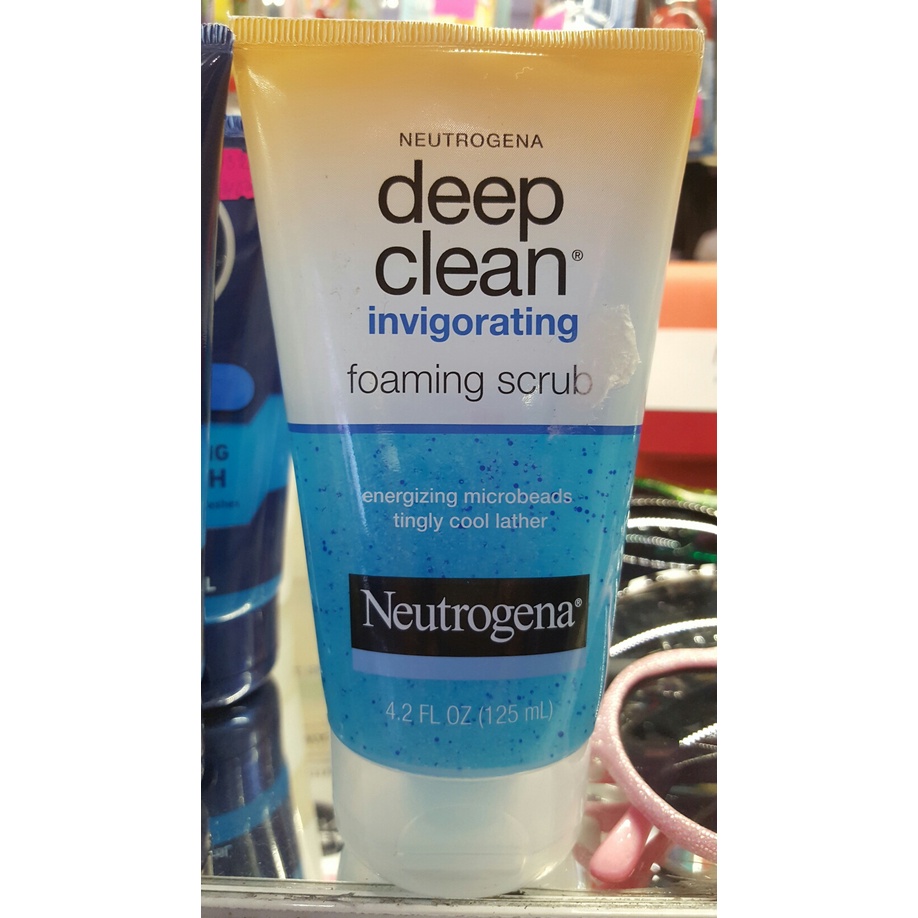 NEUTROGENA
deep
clean®
invigorating
foaming scrub
energizing microbeads
tingly cool lather
Neutrogena®
4.2 FL OZ (125 mL)